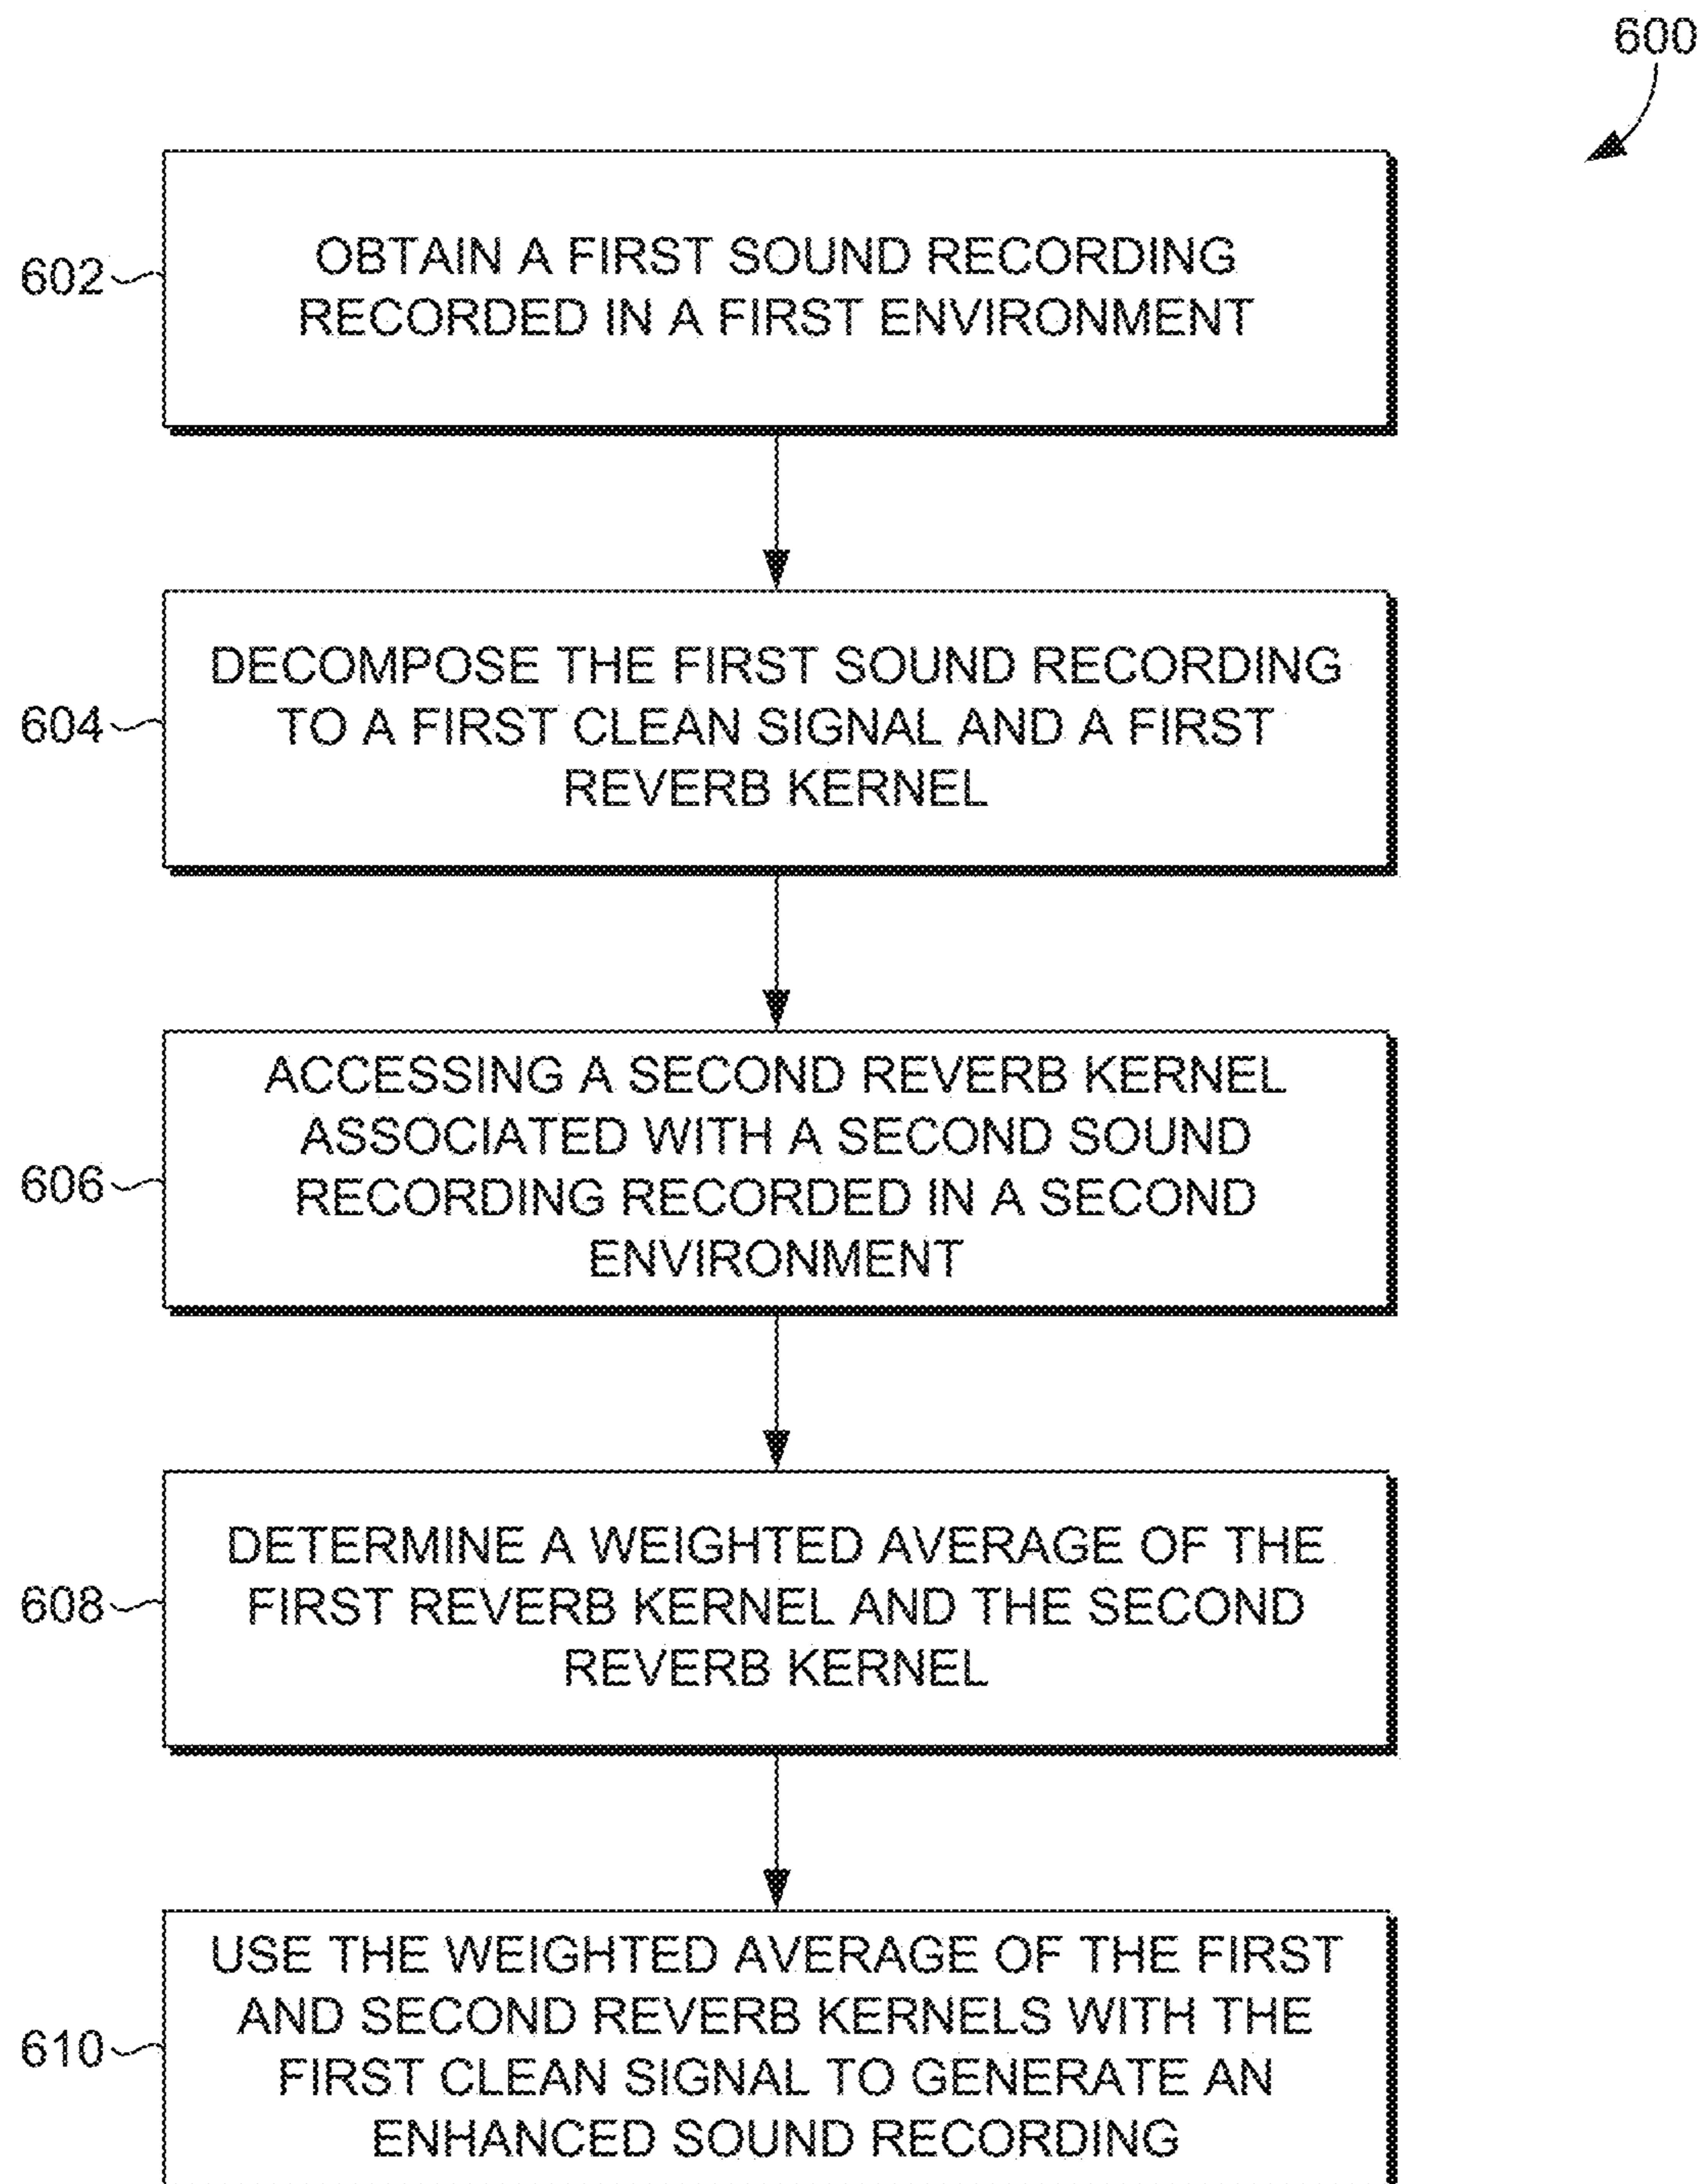 600
602
OBTAIN A FIRST SOUND RECORDING
RECORDED IN A FIRST ENVIRONMENT
604
DECOMPOSE THE FIRST SOUND RECORDING
TO A FIRST CLEAN SIGNAL AND A FIRST
REVERB KERNEL
606
ACCESSING A SECOND REVERB KERNEL
ASSOCIATED WITH A SECOND SOUND
RECORDING RECORDED IN A SECOND
ENVIRONMENT
608
DETERMINE A WEIGHTED AVERAGE OF THE
FIRST REVERB KERNEL AND THE SECOND
REVERB KERNEL
610
USE THE WEIGHTED AVERAGE OF THE FIRST
AND SECOND REVERB KERNELS WITH THE
FIRST CLEAN SIGNAL TO GENERATE AN
ENHANCED SOUND RECORDING